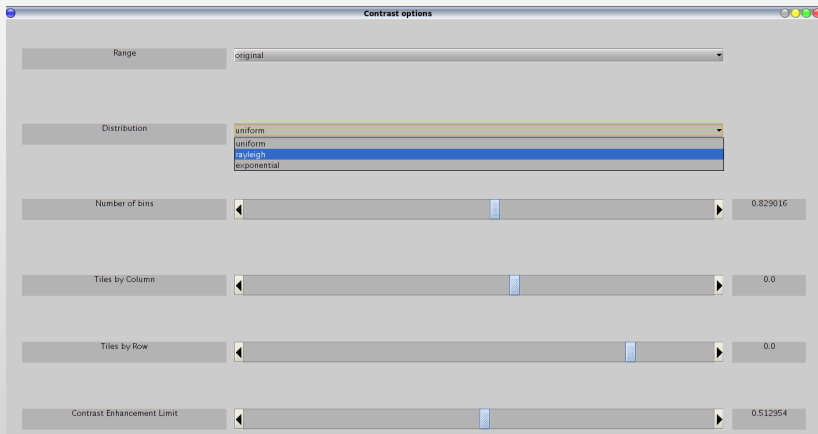 Contrast options
Range
original
Distribution
uniform
uniform
rayleigh
exponential
Number of bins
0.829016
Tiles by Column
0.0
Tiles by Row
0.0
Contrast Enhancement Limit
0.512954